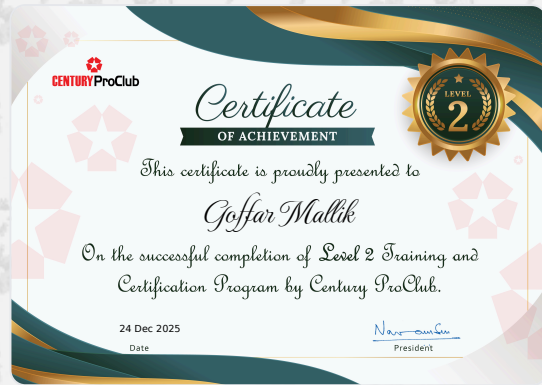 CENTURY ProClub
LEVEL
2
Certificate
OF ACHIEVEMENT
This certificate is proudly presented to
Goffar Mallik
On the successful completion of Level 2 Training and
Certification Program by Century ProClub.
24 Dec 2025
Date
President